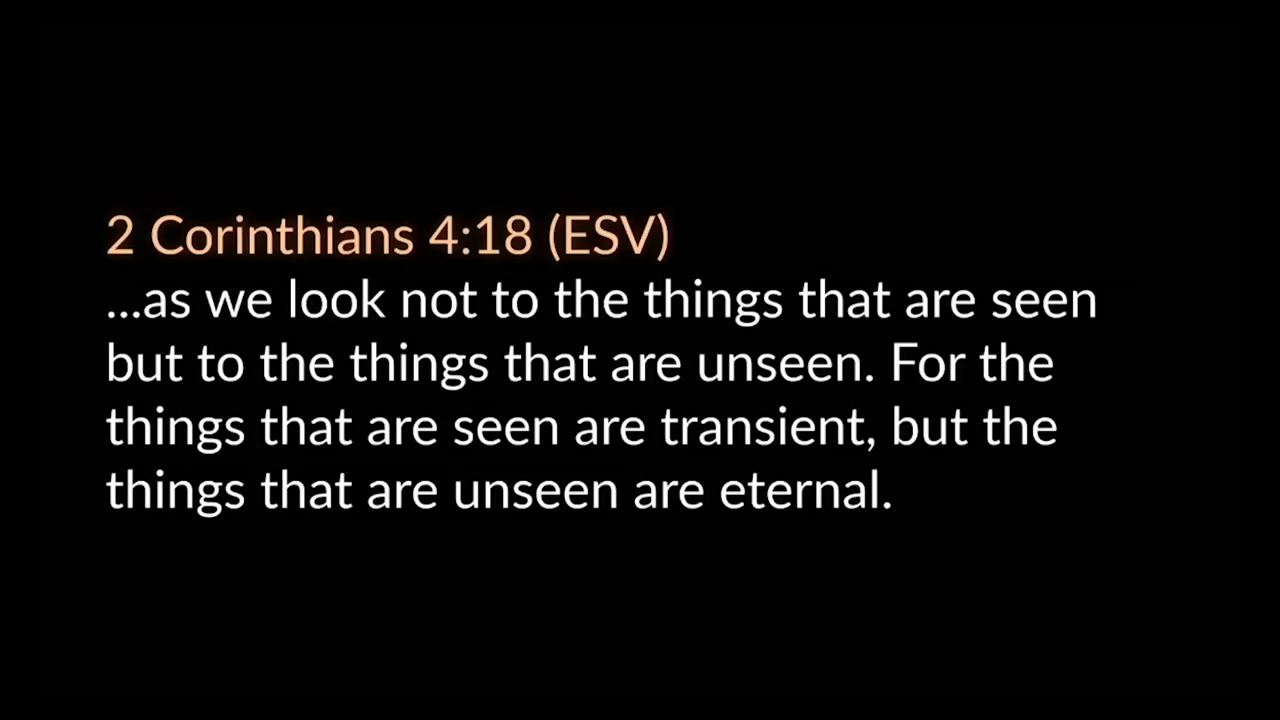 2 Corinthians 4:18 (ESV)
...as we look not to the things that are seen
but to the things that are unseen. For the
things that are seen are transient, but the
things that are unseen are eternal.